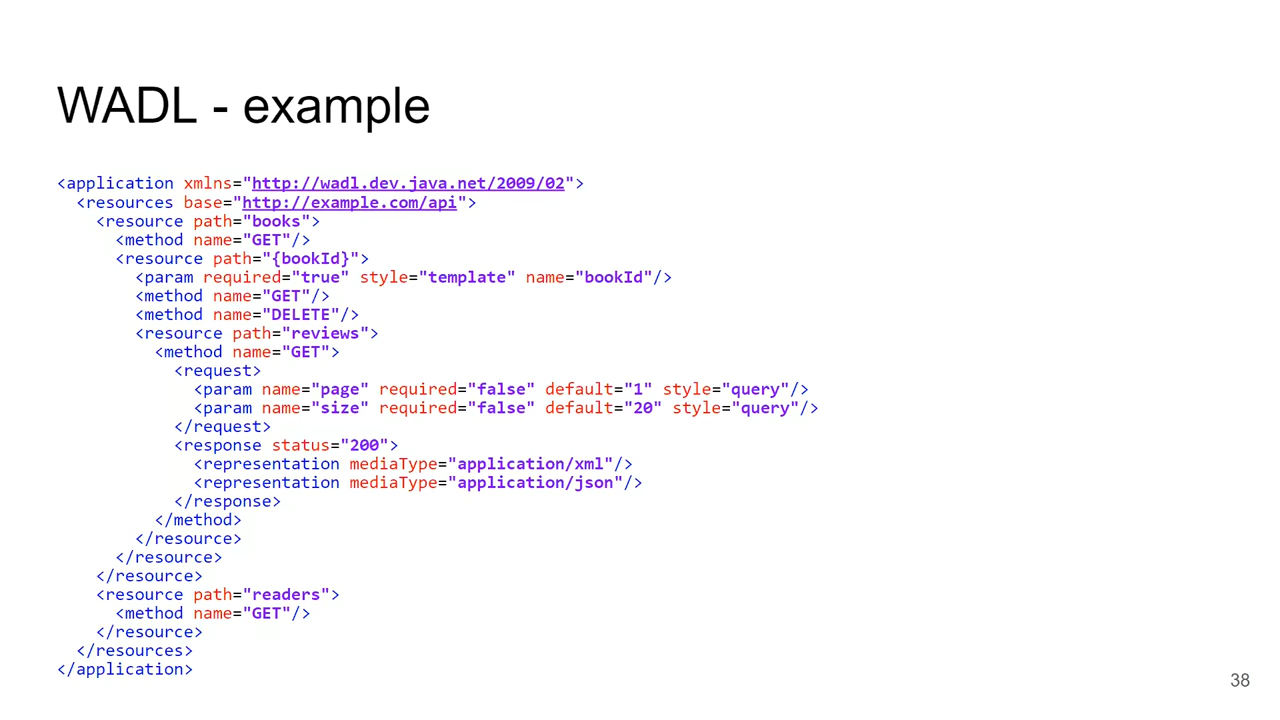 WADL - example
<application xmlns="http://wadl.dev.java.net/2009/02">
  <resources base="http://example.com/api">
    <resource path="books">
      <method name="GET"/>
      <resource path="{bookId}">
        <param required="true" style="template" name="bookId"/>
        <method name="GET"/>
        <method name="DELETE"/>
        <resource path="reviews">
          <method name="GET">
            <request>
              <param name="page" required="false" default="1" style="query"/>
              <param name="size" required="false" default="20" style="query"/>
            </request>
            <response status="200">
              <representation mediaType="application/xml"/>
              <representation mediaType="application/json"/>
            </response>
          </method>
        </resource>
      </resource>
    </resource>
    <resource path="readers">
      <method name="GET"/>
    </resource>
  </resources>
</application>
38